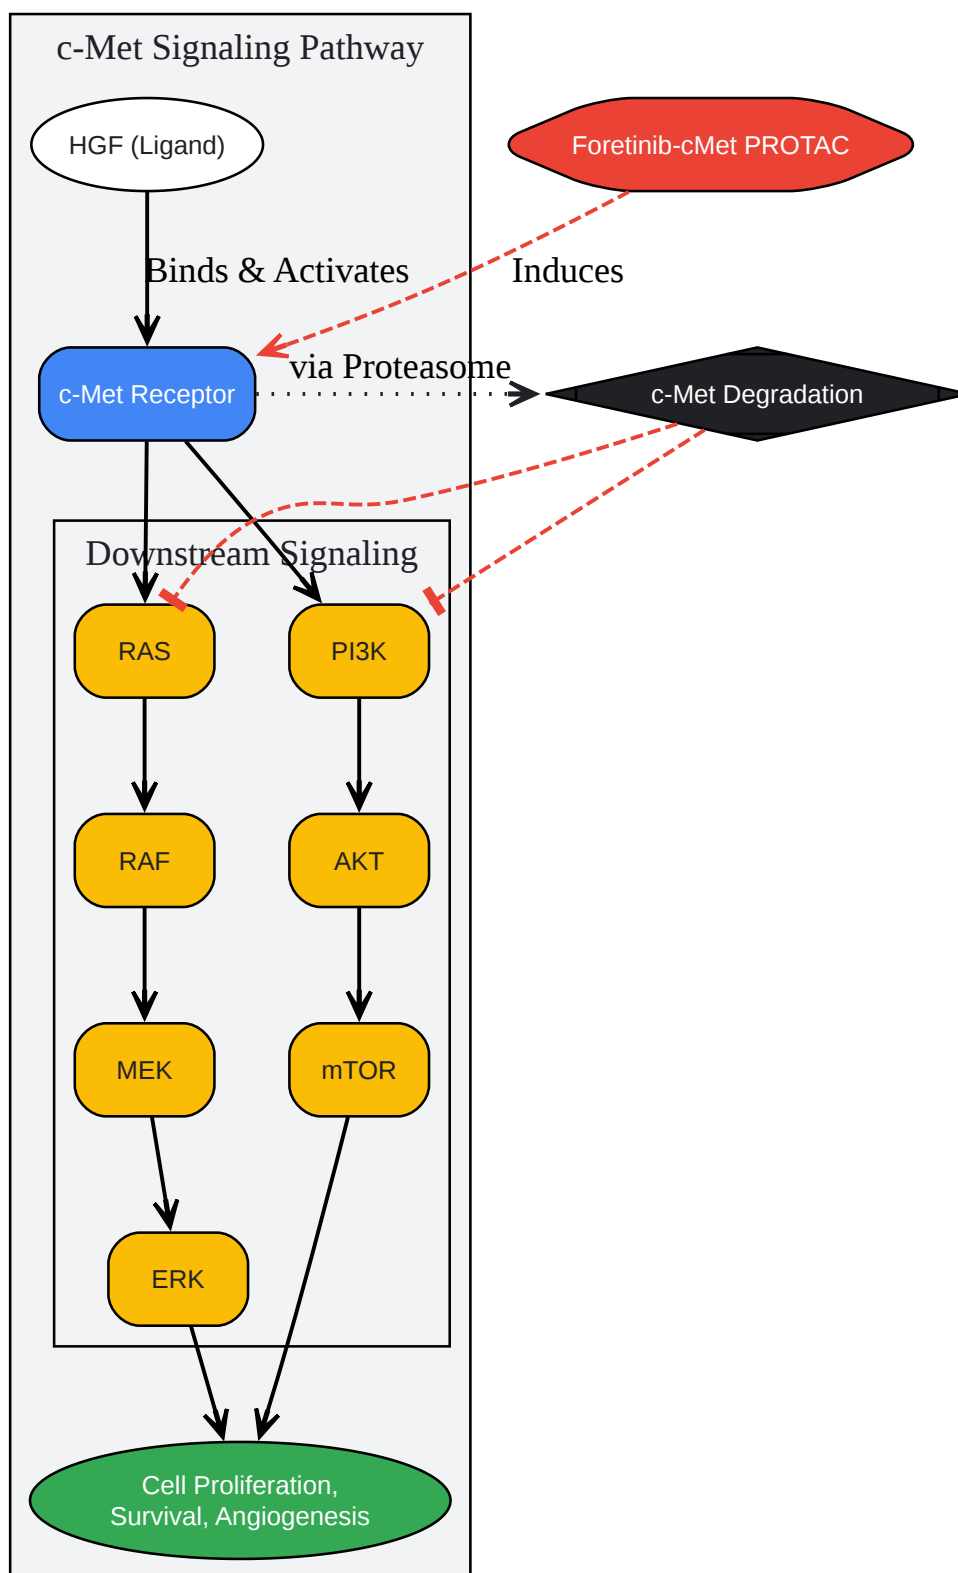 c-Met Signaling Pathway
HGF (Ligand)
Foretinib-cMet PROTAC
Binds & Activates
Induces
via Proteasome
c-Met Receptor
c-Met Degradation
Downstream Signaling
RAS
PI3K
RAF
AKT
MEK
mTOR
ERK
Cell Proliferation,
Survival, Angiogenesis